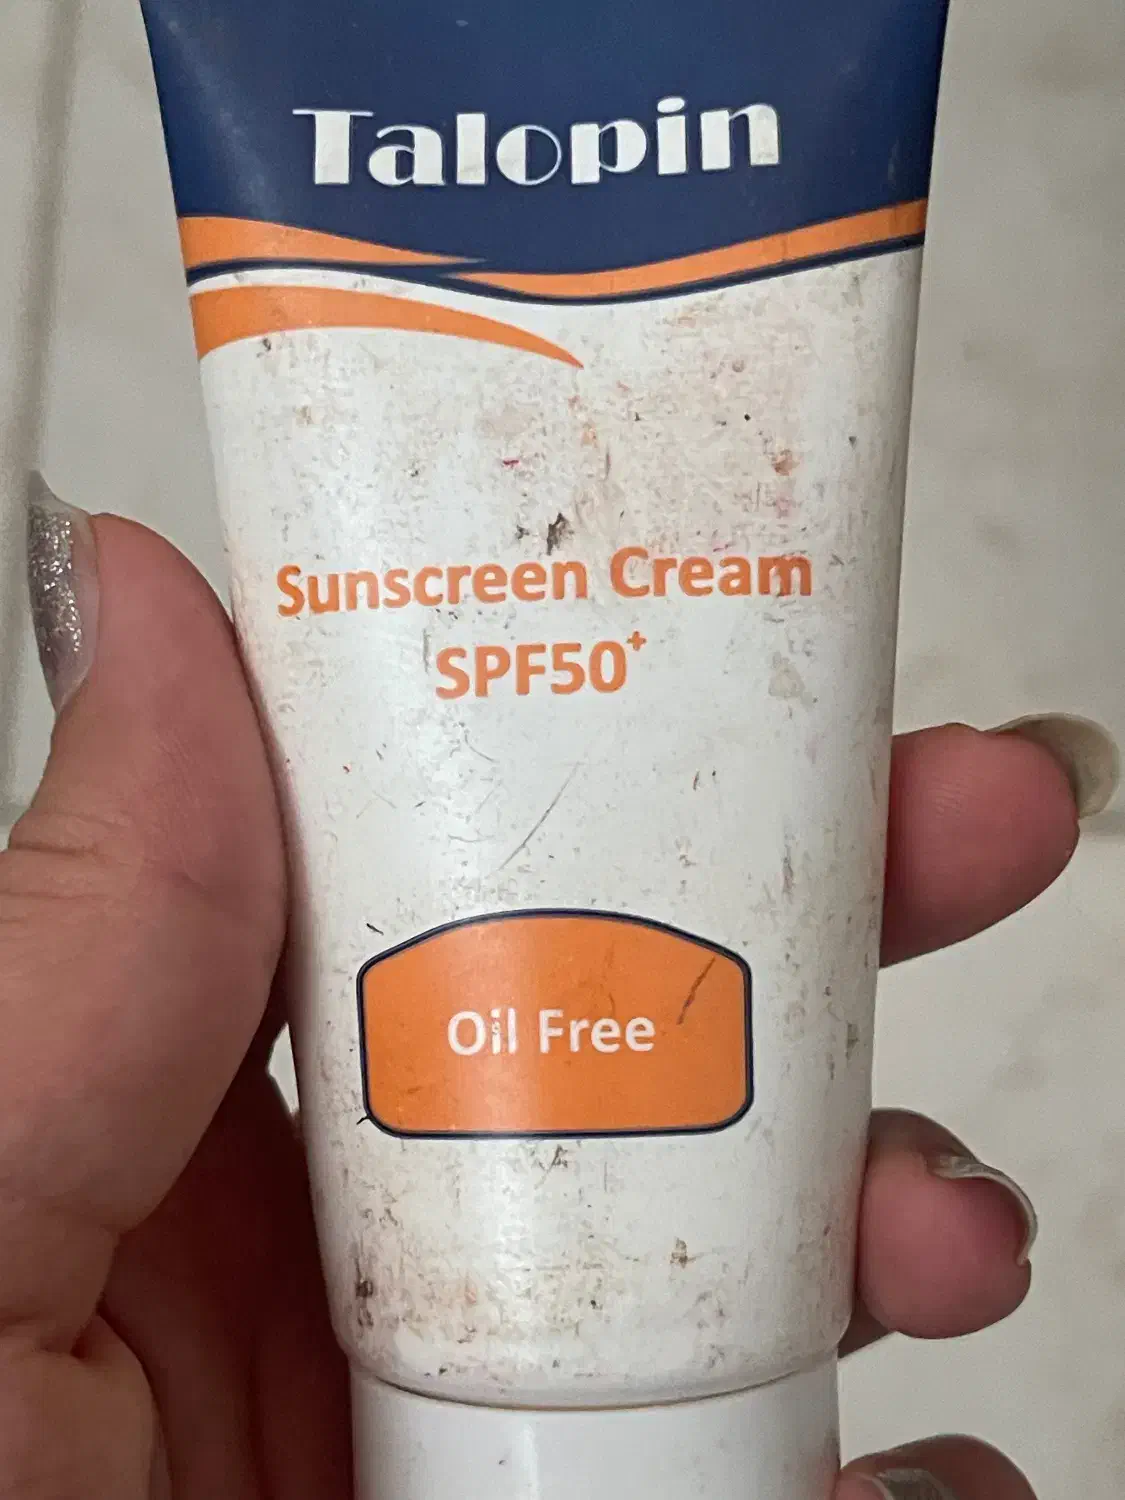 Talopin
Sunscreen Cream
SPF50+
Oil Free